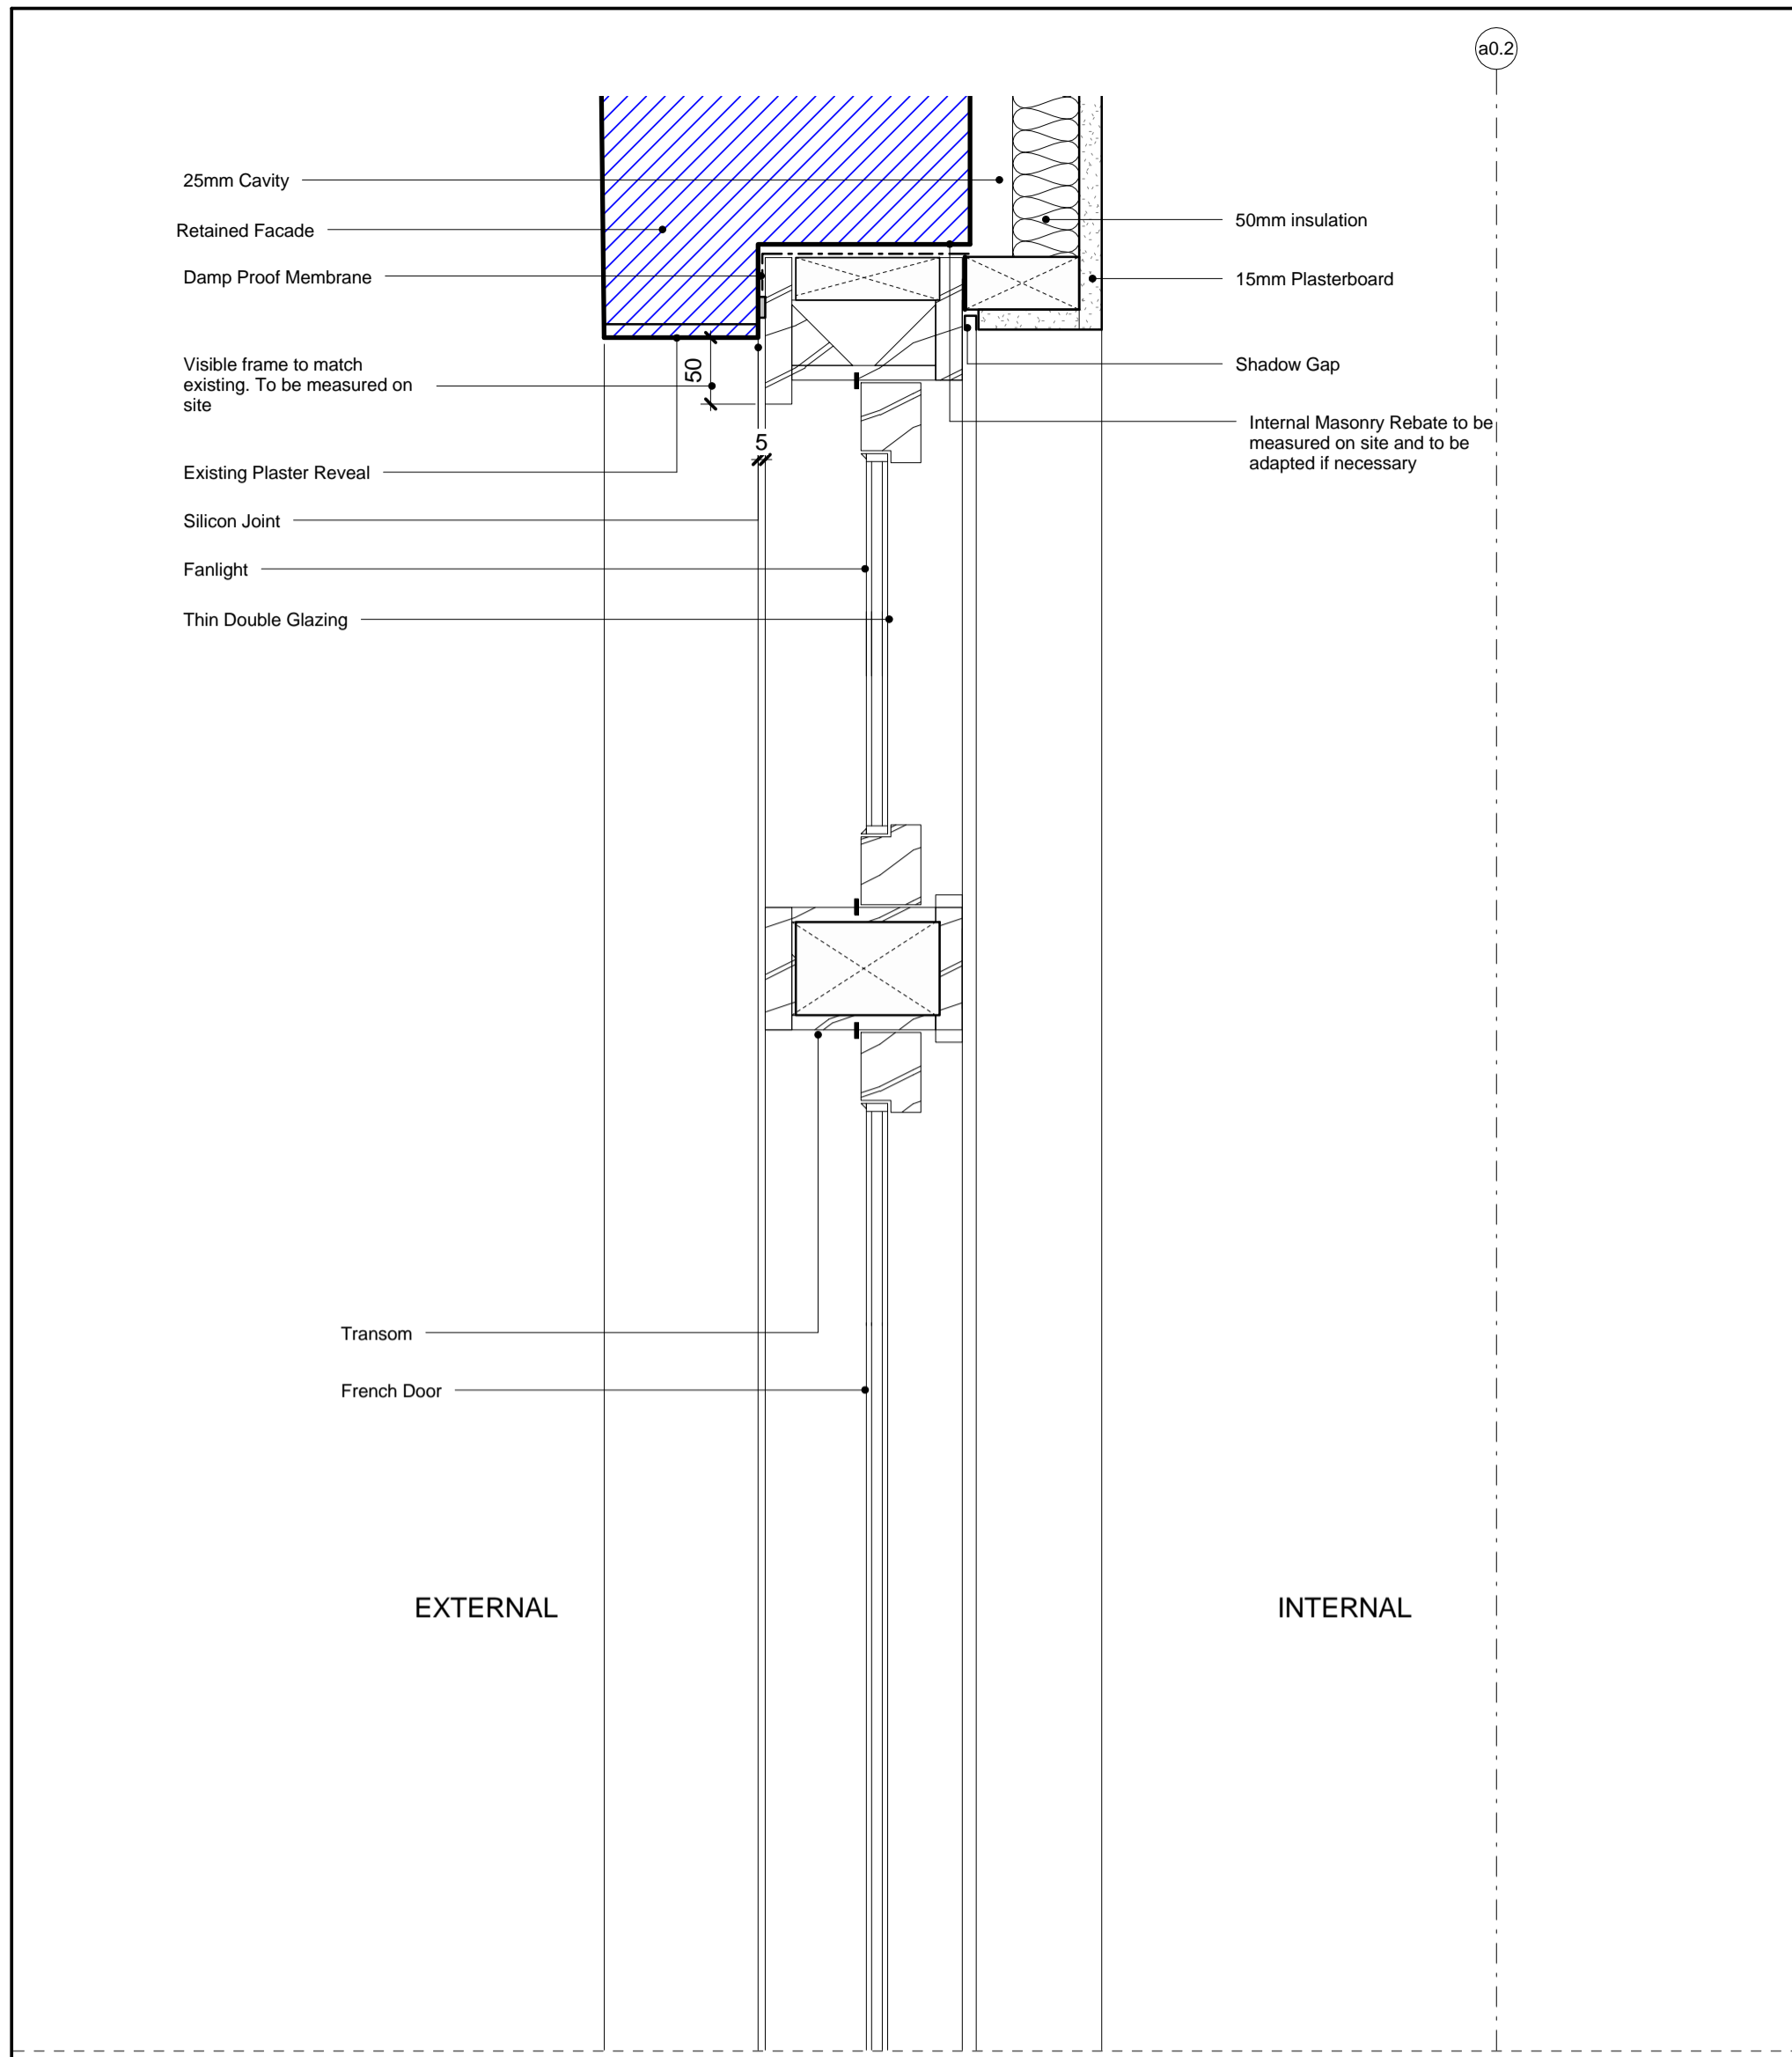 a0.2
25mm Cavity
Retained Facade
Damp Proof Membrane
Visible frame to match
existing. To be measured on
site
50
5
Existing Plaster Reveal
Silicon Joint
Fanlight
Thin Double Glazing
50mm insulation
15mm Plasterboard
Shadow Gap
Internal Masonry Rebate to be
measured on site and to be
adapted if necessary
Transom
French Door
EXTERNAL
INTERNAL